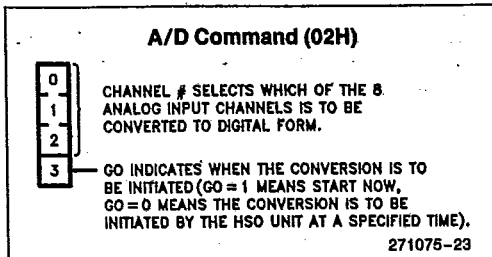 A/D Command (02H)
0
1
2
3
CHANNEL # SELECTS WHICH OF THE 8
ANALOG INPUT CHANNELS IS TO BE
CONVERTED TO DIGITAL FORM.
GO INDICATES WHEN THE CONVERSION IS TO
BE INITIATED (GO = 1 MEANS START NOW,
GO = 0 MEANS THE CONVERSION IS TO BE
INITIATED BY THE HSO UNIT AT A SPECIFIED TIME).
271075-23